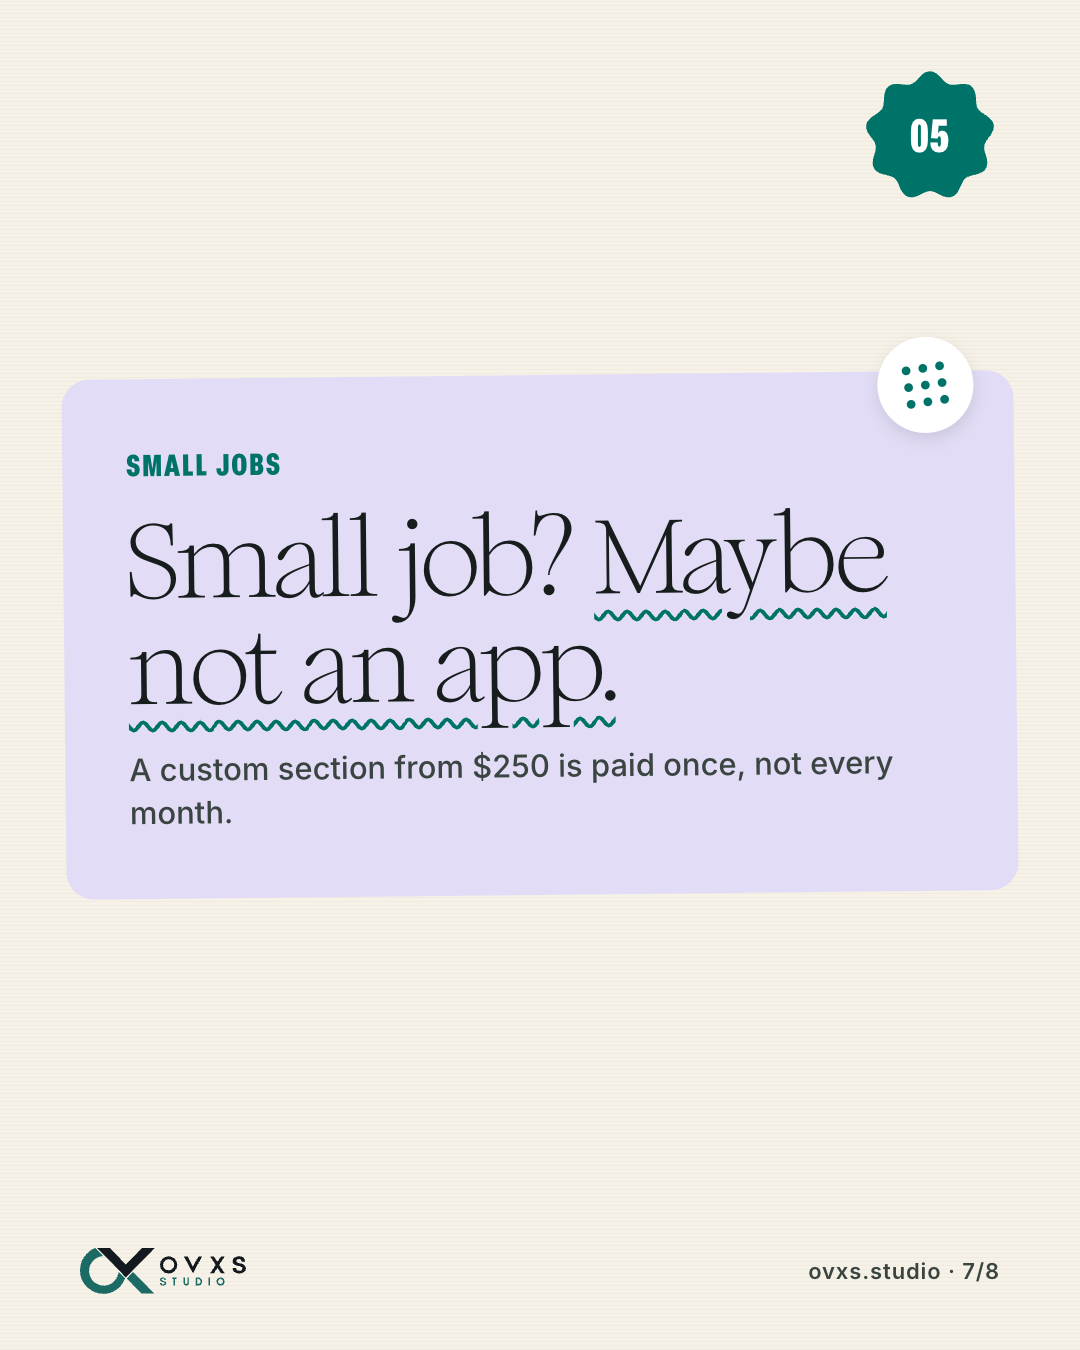 05
SMALL JOBS
Small job? Maybe
not an app.
A custom section from $250 is paid once, not every
month.
OVXS
STUDIO
ovxs.studio · 7/8